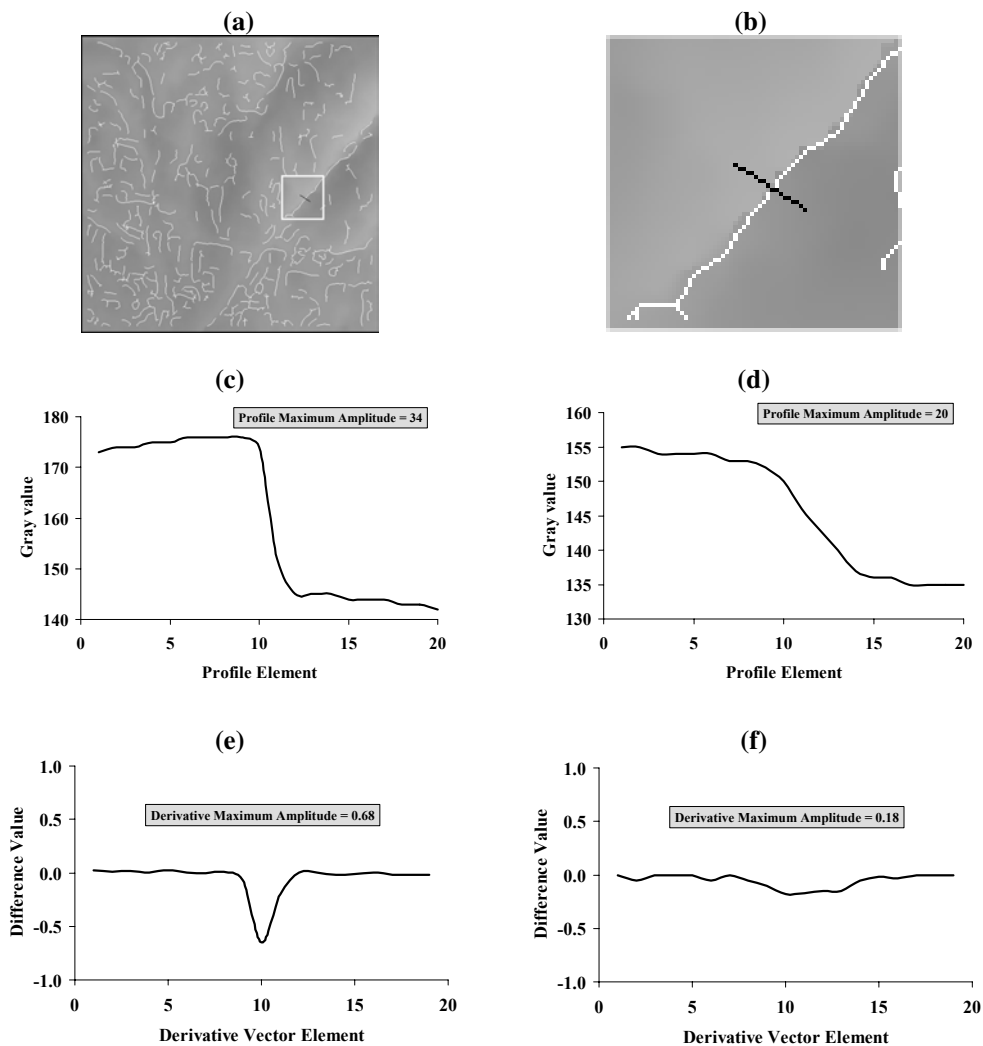 (a) (b)
(c) (d)
Profile Maximum Amplitude = 34
Profile Maximum Amplitude = 20
180
170
160
150
140
Gray value
0 5 10 15 20
Profile Element
160
155
150
145
140
135
130
Gray value
0 5 10 15 20
Profile Element
(e) (f)
Derivative Maximum Amplitude = 0.68
Derivative Maximum Amplitude = 0.18
1.0
0.5
0.0
-0.5
-1.0
Difference Value
0 5 10 15 20
Derivative Vector Element
1.0
0.5
0.0
-0.5
-1.0
Difference Value
0 5 10 15 20
Derivative Vector Element